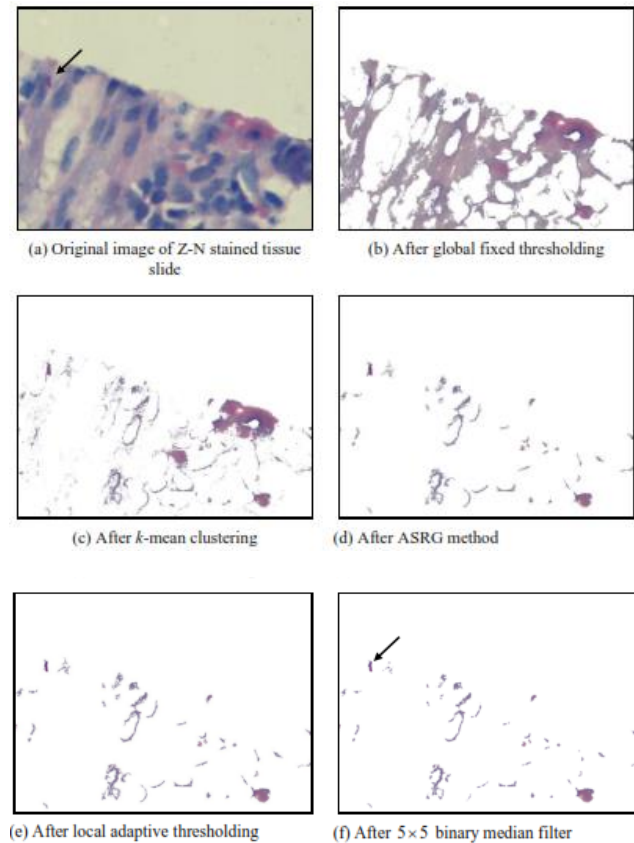 (a) Original image of Z-N stained tissue
slide
(b) After global fixed thresholding
(c) After k-mean clustering
(d) After ASRG method
(e) After local adaptive thresholding
(f) After 5×5 binary median filter